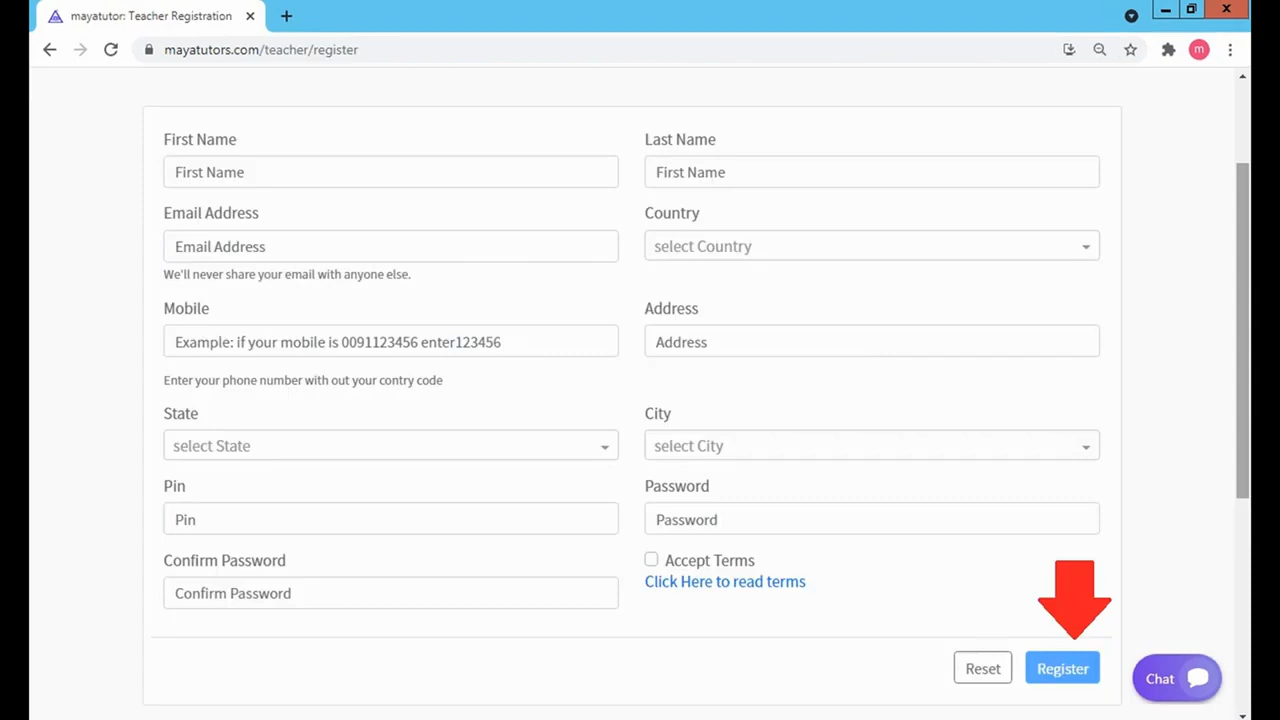 mayatutor: Teacher Registration
mayatutors.com/teacher/register
m
First Name
Last Name
First Name
First Name
Email Address
Country
Email Address
select Country
We'll never share your email with anyone else.
Mobile
Address
Example: if your mobile is 0091123456 enter123456
Address
Enter your phone number with out your contry code
State
City
select State
select City
Pin
Password
Pin
Password
Confirm Password
Accept Terms
Click Here to read terms
Confirm Password
Reset
Register
Chat